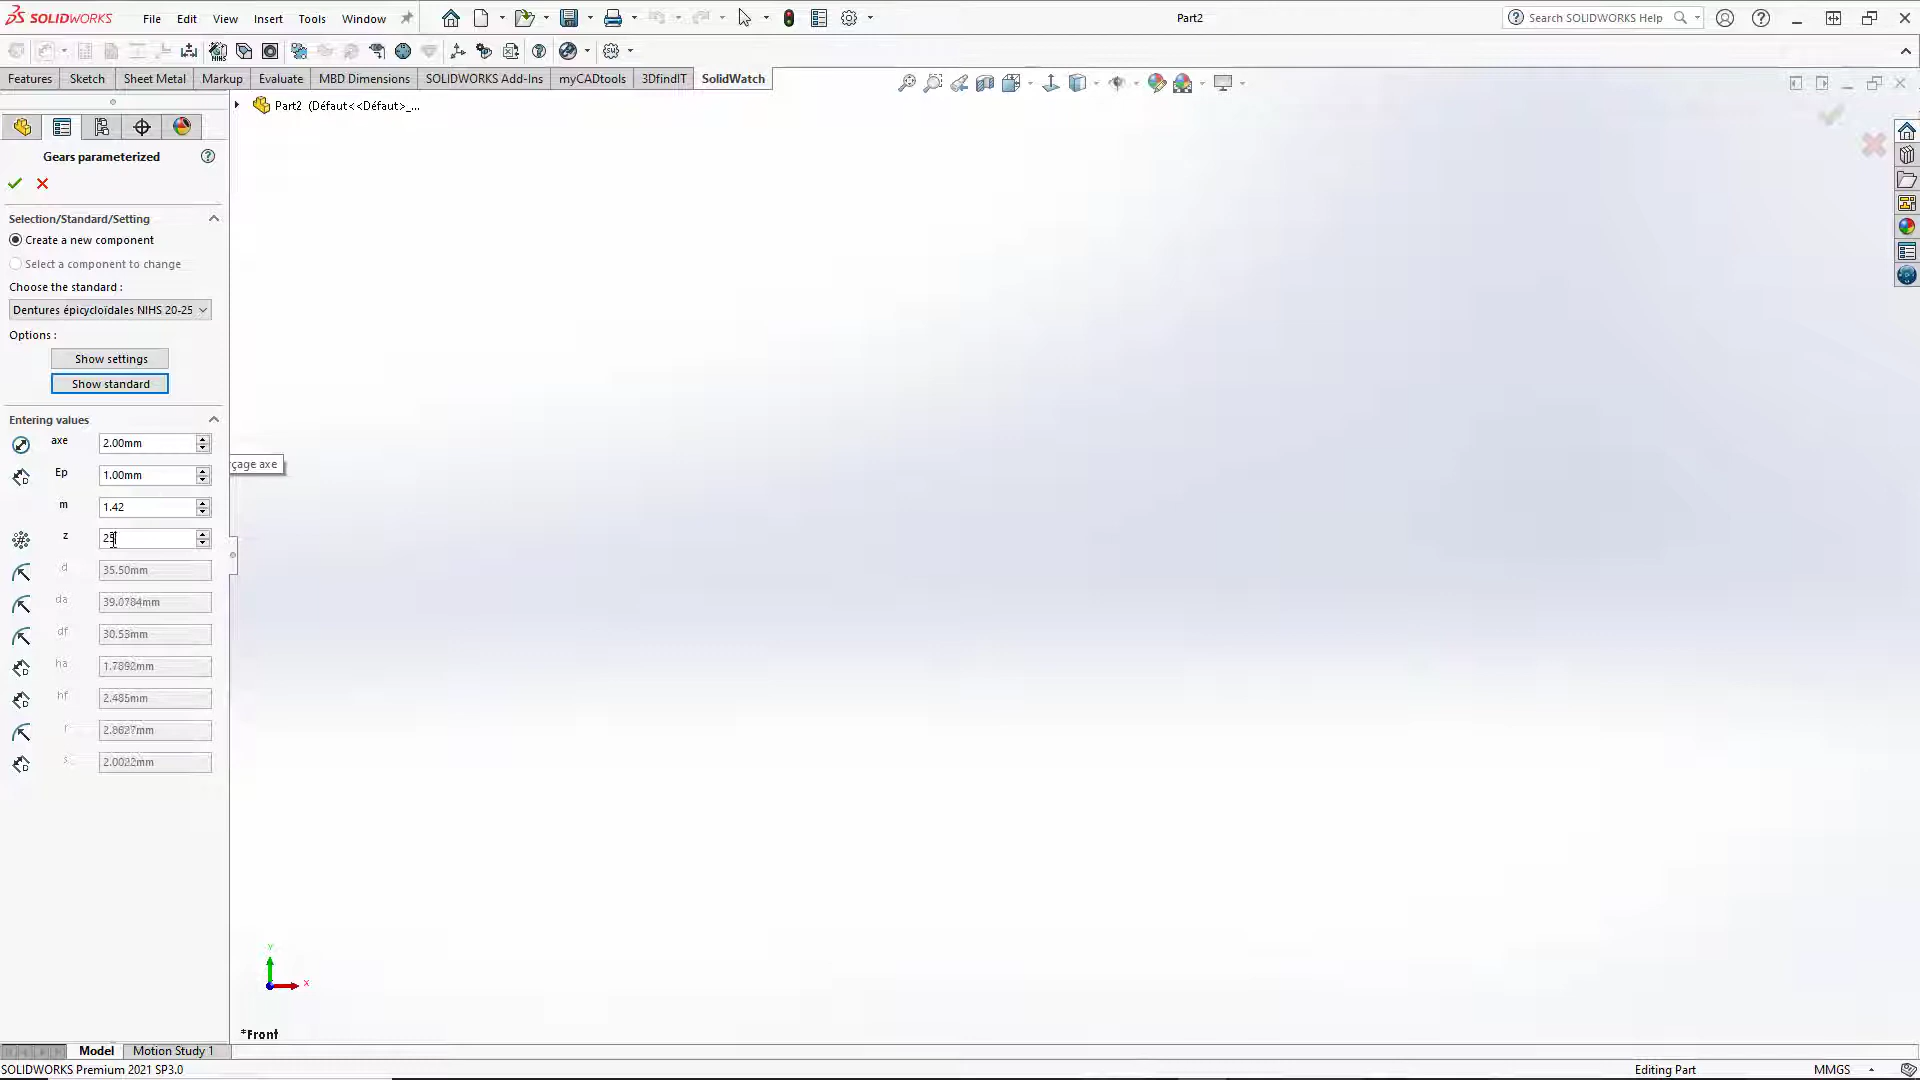 SOLIDWORKS File Edit View Insert Tools Window Part2 Search SOLIDWORKS Help
Features Sketch Sheet Metal Markup Evaluate MBD Dimensions SOLIDWORKS Add-Ins myCADtools 3DfindIT SolidWatch
Part2 (Défaut<<Défaut>_...
Gears parameterized
Selection/Standard/Setting
Create a new component
Select a component to change
Choose the standard :
Dentures épicycloïdales NIHS 20-25
Options :
Show settings
Show standard
Entering values
axe 2.00mm
çage axe
Ep 1.00mm
m 1.42
z 25
d 35.50mm
da 39.0784mm
df 30.53mm
ha 1.7892mm
hf 2.485mm
r 2.8627mm
s 2.0022mm
Y
X
*Front
Model Motion Study 1
SOLIDWORKS Premium 2021 SP3.0 Editing Part MMGS